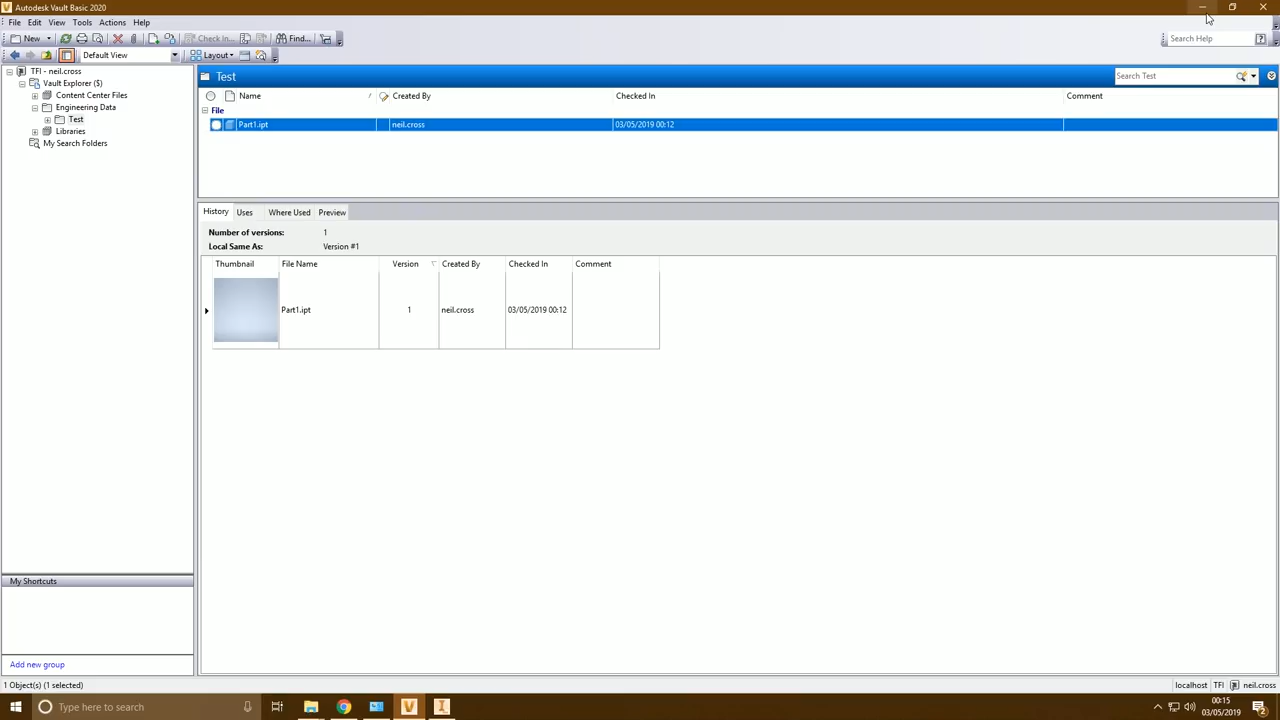 Autodesk Vault Basic 2020
File Edit View Tools Actions Help
New Check In... Find... Search Help
Default View Layout
TFI - neil.cross
Vault Explorer ($)
Content Center Files
Engineering Data
Test
Libraries
My Search Folders
Test Search Test
Name Created By Checked In Comment
File
Part1.ipt neil.cross 03/05/2019 00:12
History Uses Where Used Preview
Number of versions: 1
Local Same As: Version #1
Thumbnail File Name Version Created By Checked In Comment
Part1.ipt 1 neil.cross 03/05/2019 00:12
My Shortcuts
Add new group
1 Object(s) (1 selected) localhost TFI neil.cross
Type here to search
00:15
03/05/2019
2